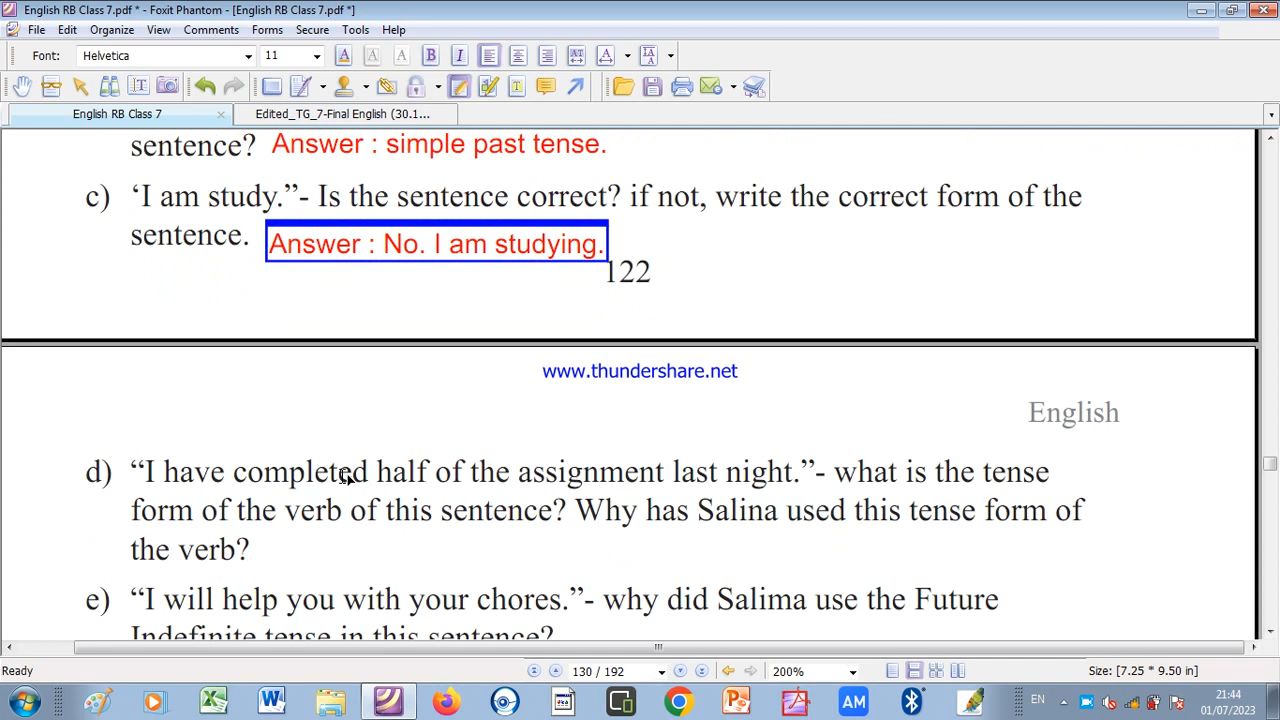 English RB Class 7.pdf * - Foxit Phantom - [English RB Class 7.pdf *]
File Edit Organize View Comments Forms Secure Tools Help
Font: Helvetica 11
English RB Class 7 Edited_TG_7-Final English (30.1...
sentence? Answer : simple past tense.
c) ‘I am study.”- Is the sentence correct? if not, write the correct form of the
sentence. Answer : No. I am studying.
122
www.thundershare.net
English
d) “I have completed half of the assignment last night.”- what is the tense
form of the verb of this sentence? Why has Salina used this tense form of
the verb?
e) “I will help you with your chores.”- why did Salima use the Future
Indefinite tense in this sentence?
Ready 130 / 192 200% Size: [7.25 * 9.50 in]
AM EN 21:44
01/07/2023